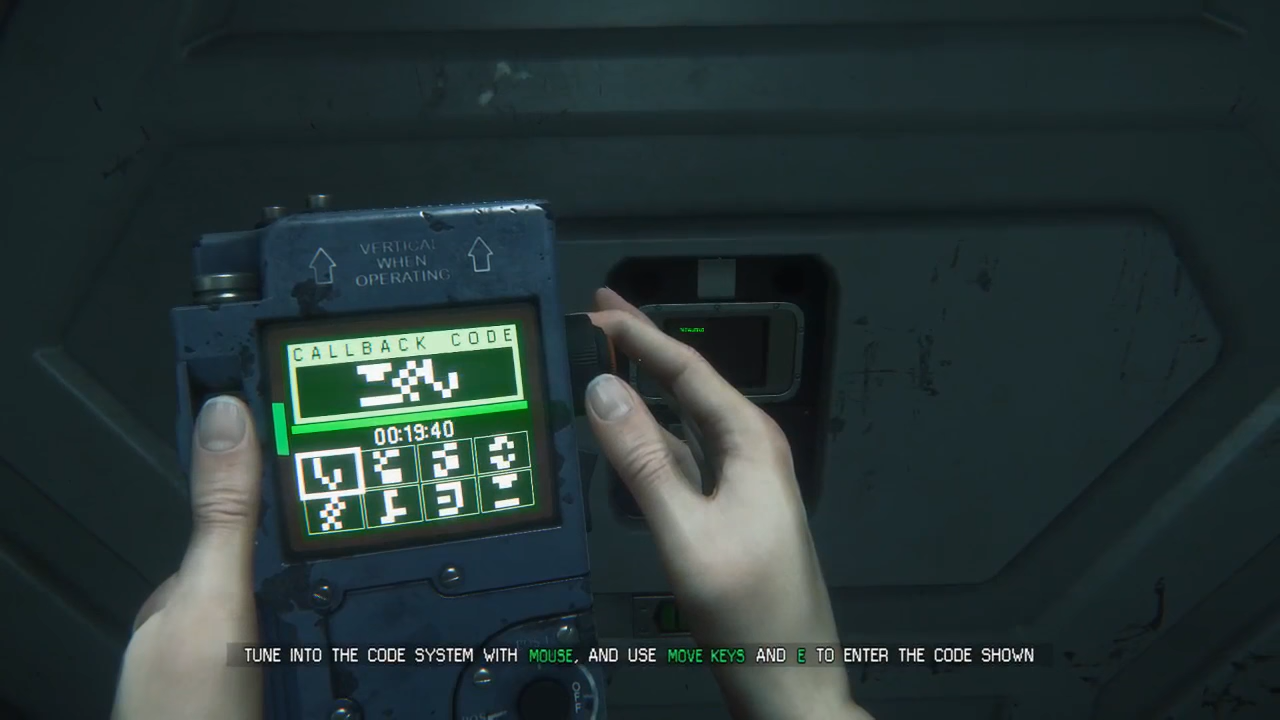 VERTICAL
WHEN
OPERATING
CALLBACK CODE
00:19:40
OFF
TUNE INTO THE CODE SYSTEM WITH MOUSE, AND USE MOVE KEYS AND E TO ENTER THE CODE SHOWN